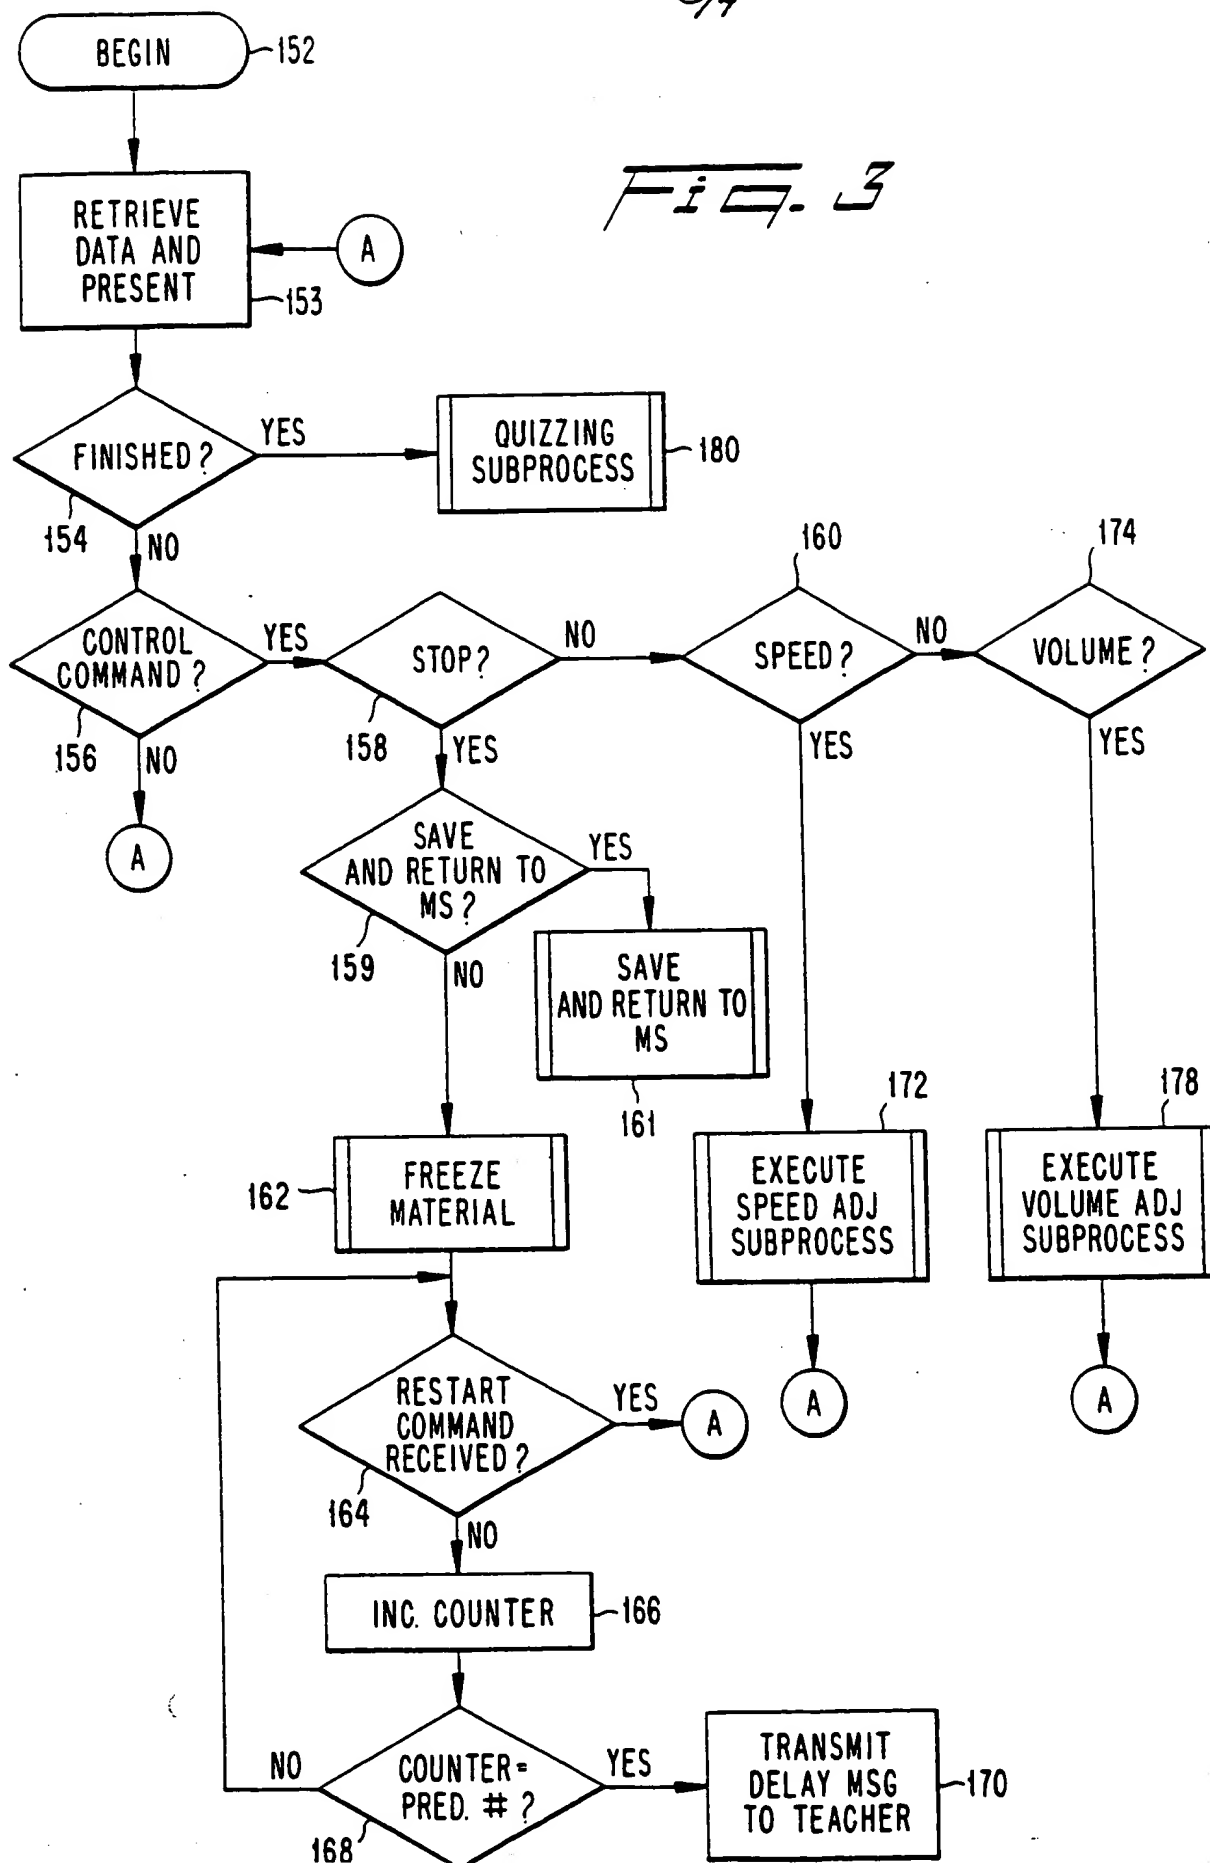 BEGIN
152
Fig. 3
RETRIEVE
DATA AND
PRESENT
A
153
FINISHED?
YES
QUIZZING
SUBPROCESS
180
154
NO
160
174
CONTROL
COMMAND?
YES
STOP?
NO
SPEED?
NO
VOLUME?
156
NO
158
YES
YES
YES
A
SAVE
AND RETURN TO
MS?
YES
159
NO
SAVE
AND RETURN TO
MS
161
172
178
162
FREEZE
MATERIAL
EXECUTE
SPEED ADJ
SUBPROCESS
EXECUTE
VOLUME ADJ
SUBPROCESS
RESTART
COMMAND
RECEIVED?
YES
A
A
A
164
NO
INC. COUNTER
166
NO
COUNTER=
PRED. # ?
YES
TRANSMIT
DELAY MSG
TO TEACHER
170
168